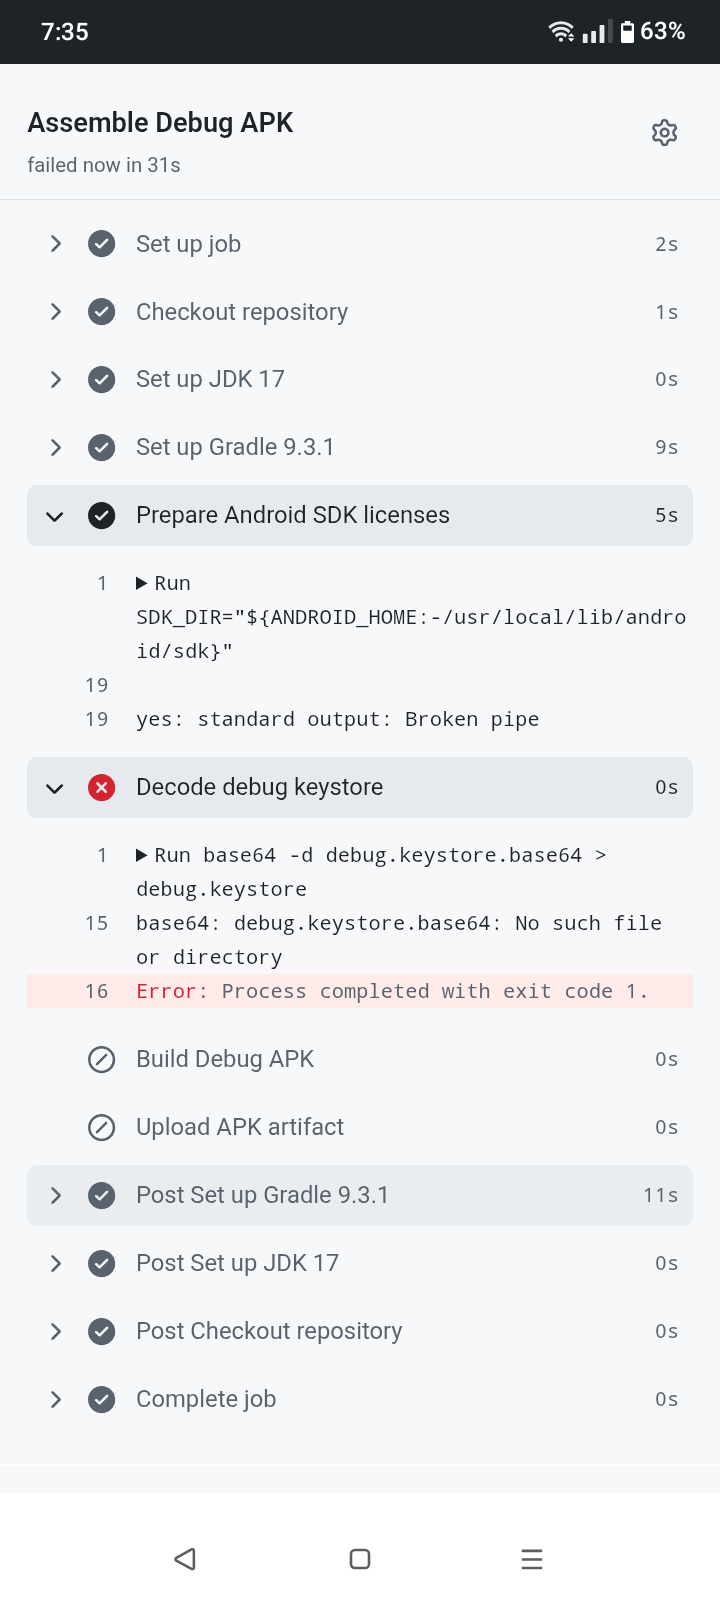 7:35
63%
Assemble Debug APK
failed now in 31s
Set up job 2s
Checkout repository 1s
Set up JDK 17 0s
Set up Gradle 9.3.1 9s
Prepare Android SDK licenses 5s
1 Run
SDK_DIR="${ANDROID_HOME:-/usr/local/lib/andro
id/sdk}"
19
19 yes: standard output: Broken pipe
Decode debug keystore 0s
1 Run base64 -d debug.keystore.base64 >
debug.keystore
15 base64: debug.keystore.base64: No such file
or directory
16 Error: Process completed with exit code 1.
Build Debug APK 0s
Upload APK artifact 0s
Post Set up Gradle 9.3.1 11s
Post Set up JDK 17 0s
Post Checkout repository 0s
Complete job 0s